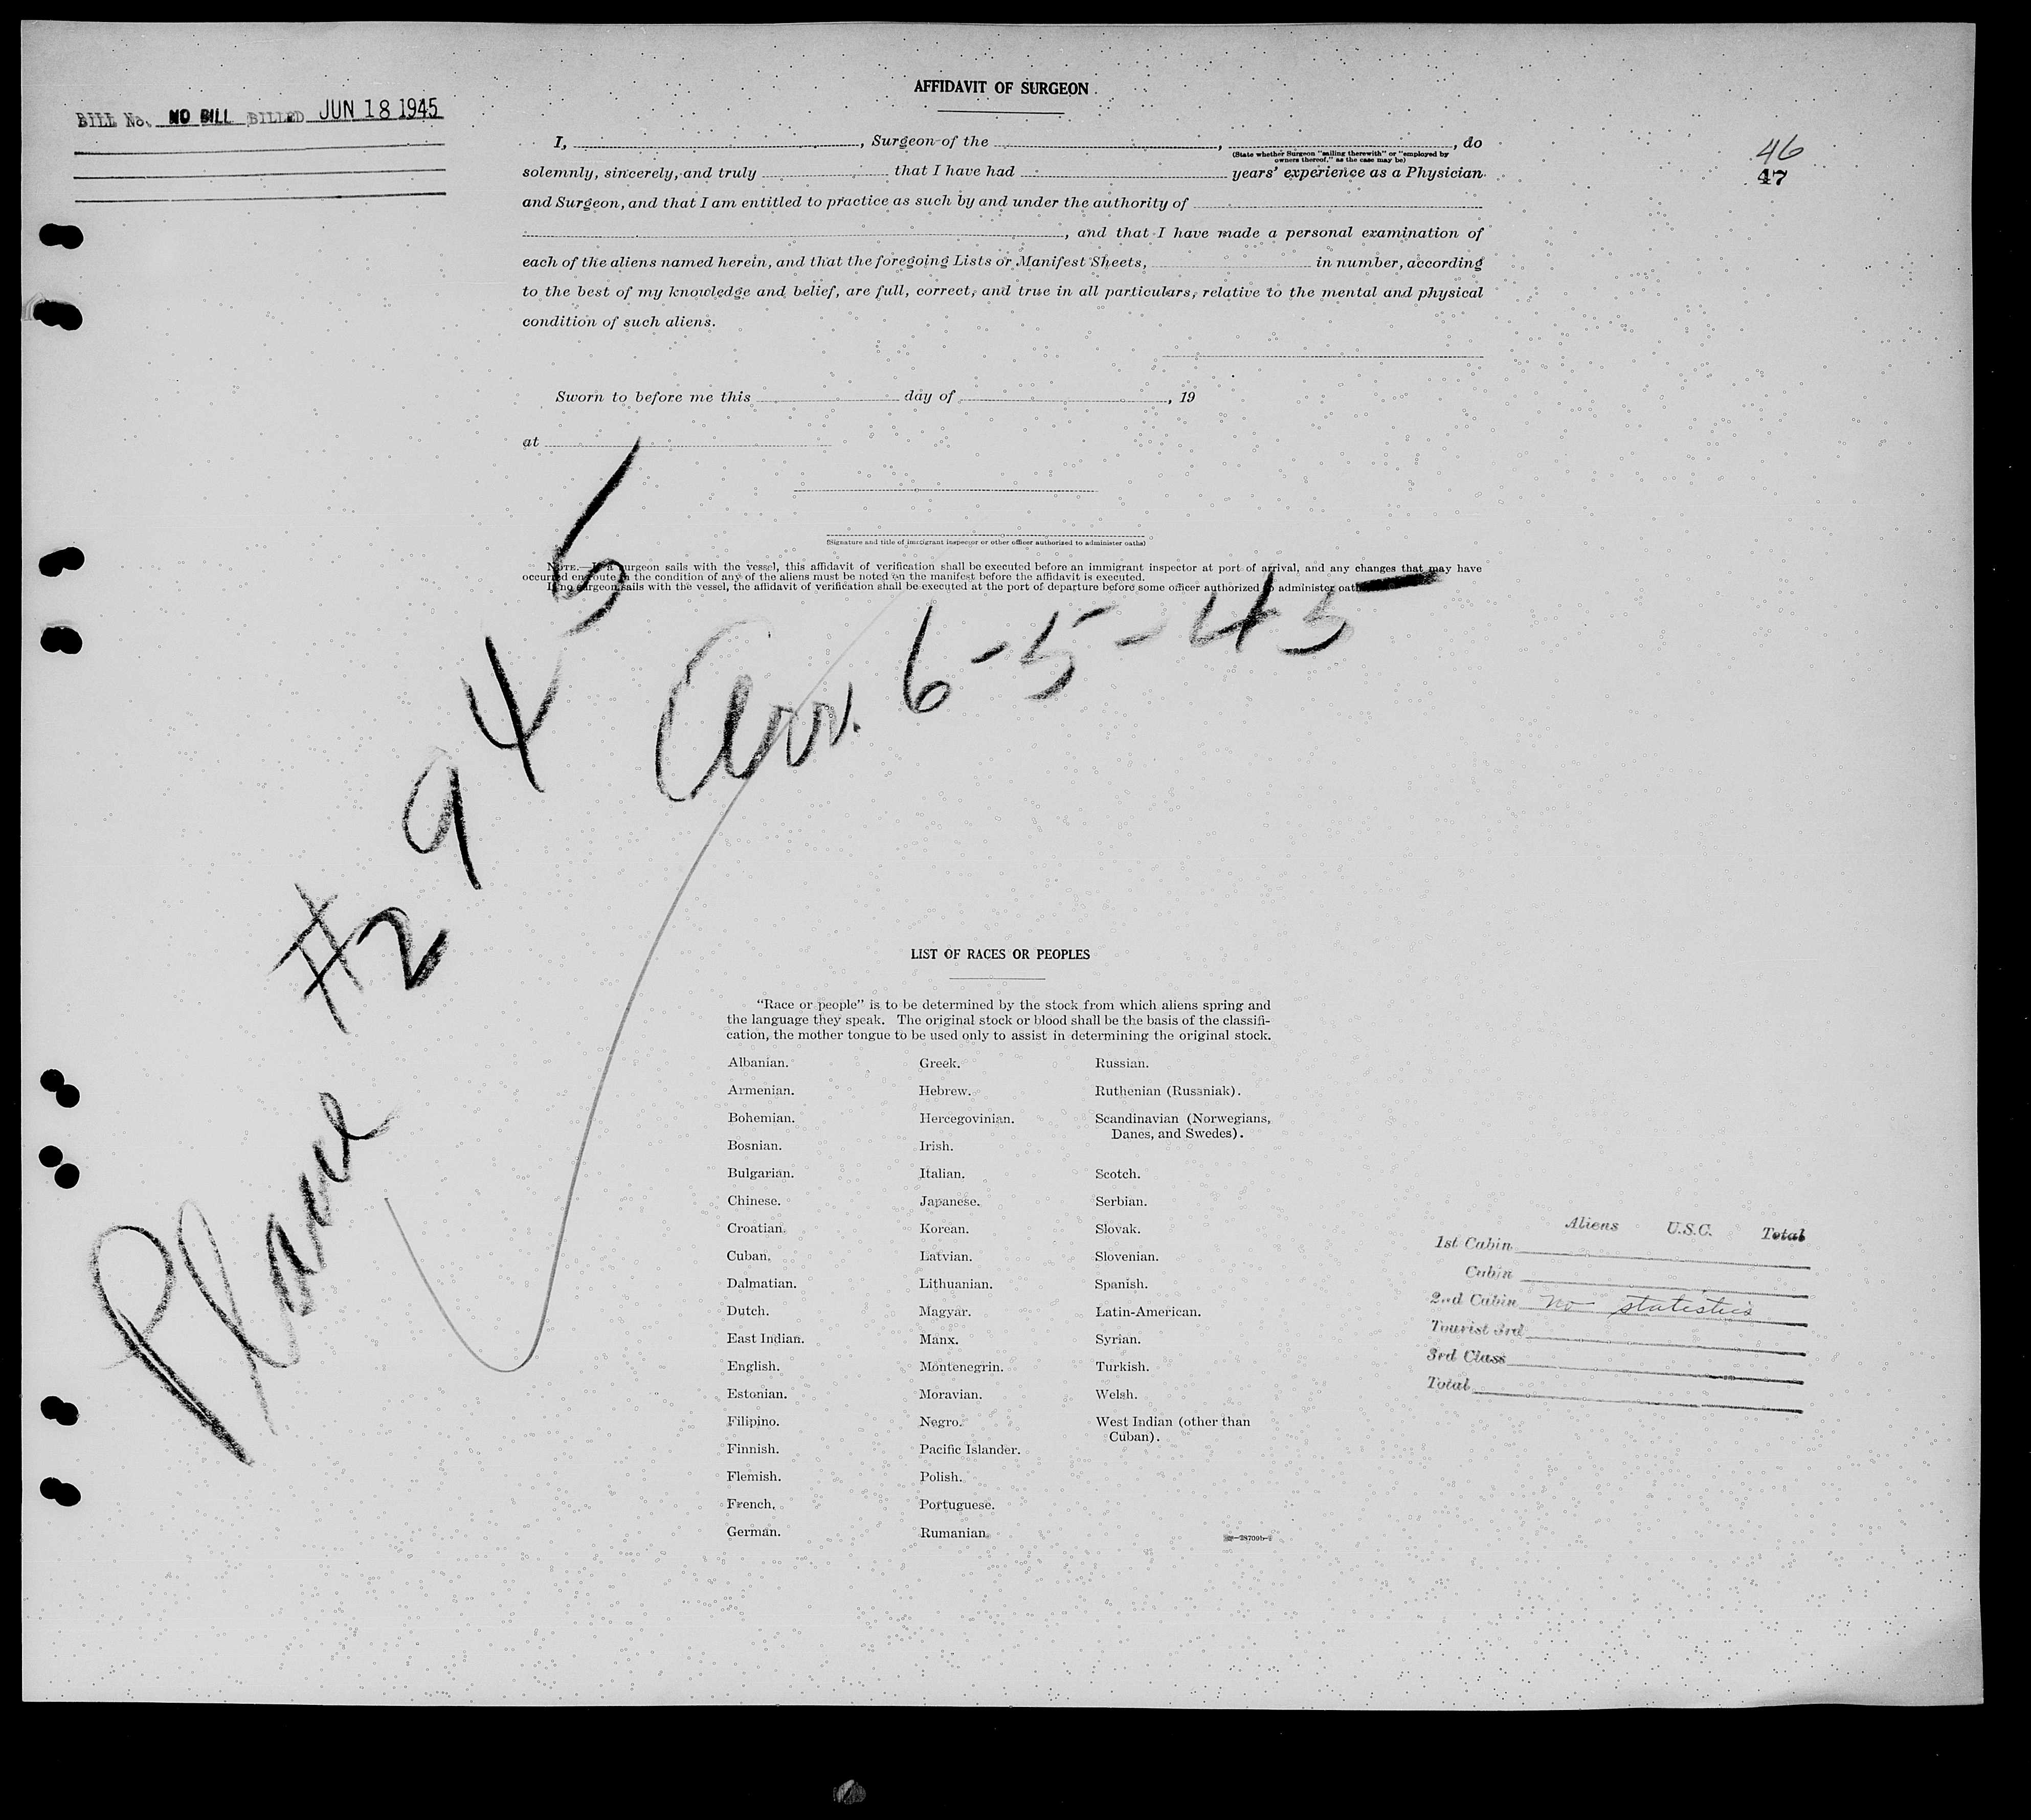 AFFIDAVIT OF SURGEON
BILL No. NO BILL BILLED JUN 18 1945
46
47
I, , Surgeon of the , , do
(State whether Surgeon "sailing therewith" or "employed by
owners thereof," as the case may be)
solemnly, sincerely, and truly that I have had years' experience as a Physician
and Surgeon, and that I am entitled to practice as such by and under the authority of
, and that I have made a personal examination of
each of the aliens named herein, and that the foregoing Lists or Manifest Sheets, in number, according
to the best of my knowledge and belief, are full, correct, and true in all particulars, relative to the mental and physical
condition of such aliens.
Sworn to before me this day of , 19
at
(Signature and title of immigrant inspector or other officer authorized to administer oaths)
NOTE.—If a surgeon sails with the vessel, this affidavit of verification shall be executed before an immigrant inspector at port of arrival, and any changes that may have
occurred en route in the condition of any of the aliens must be noted on the manifest before the affidavit is executed.
If no surgeon sails with the vessel, the affidavit of verification shall be executed at the port of departure before some officer authorized to administer oaths
Plane #2945
Arr. 6-5-45
LIST OF RACES OR PEOPLES
"Race or people" is to be determined by the stock from which aliens spring and
the language they speak. The original stock or blood shall be the basis of the classifi-
cation, the mother tongue to be used only to assist in determining the original stock.
Albanian. Greek. Russian.
Armenian. Hebrew. Ruthenian (Russniak).
Bohemian. Hercegovinian. Scandinavian (Norwegians,
Danes, and Swedes).
Bosnian. Irish.
Bulgarian. Italian. Scotch.
Chinese. Japanese. Serbian.
Croatian. Korean. Slovak.
Cuban. Latvian. Slovenian.
Dalmatian. Lithuanian. Spanish.
Dutch. Magyar. Latin-American.
East Indian. Manx. Syrian.
English. Montenegrin. Turkish.
Estonian. Moravian. Welsh.
Filipino. Negro. West Indian (other than
Cuban).
Finnish. Pacific Islander.
Flemish. Polish.
French. Portuguese.
German. Rumanian.
Aliens U.S.C. Total
1st Cabin
Cabin
2nd Cabin no statistics
Tourist 3rd
3rd Class
Total